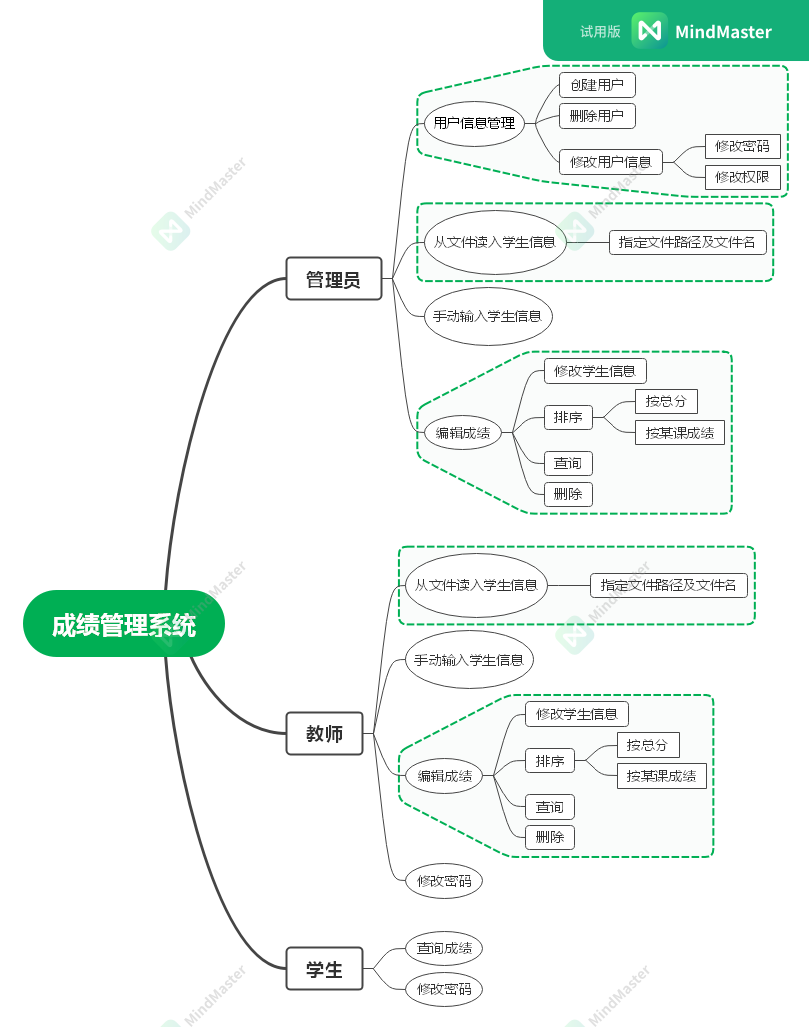 试用版 MindMaster
成绩管理系统
管理员
用户信息管理
创建用户
删除用户
修改用户信息
修改密码
修改权限
从文件读入学生信息
指定文件路径及文件名
手动输入学生信息
编辑成绩
修改学生信息
排序
按总分
按某课成绩
查询
删除
教师
从文件读入学生信息
指定文件路径及文件名
手动输入学生信息
编辑成绩
修改学生信息
排序
按总分
按某课成绩
查询
删除
修改密码
学生
查询成绩
修改密码
MindMaster
MindMaster
MindMaster
MindMaster
MindMaster
MindMaster